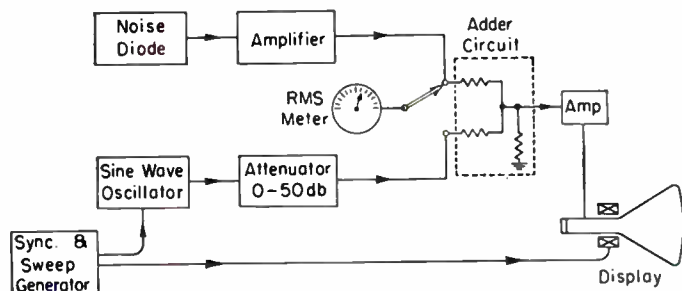 Noise
Diode
Amplifier
Adder
Circuit
RMS
Meter
Amp
Sine Wave
Oscillator
Attenuator
0-50db
Sync. &
Sweep
Generator
Display